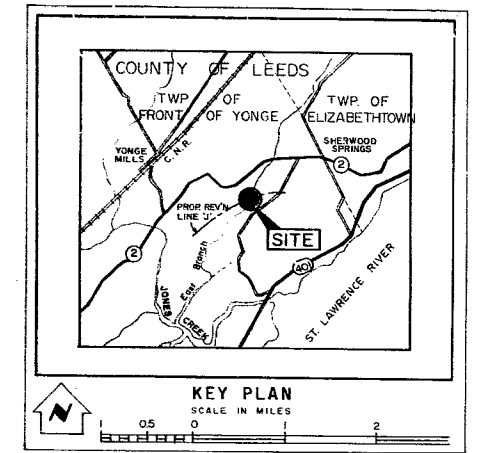 COUNTY OF LEEDS
TWP. OF
FRONT OF YONGE
TWP. OF
ELIZABETHTOWN
YONGE
MILLS
C.N.R.
SHERWOOD
SPRINGS
2
PROP. REV'N
LINE 'J'
SITE
2
East Branch
401
JONES
CREEK
ST. LAWRENCE RIVER
N
KEY PLAN
SCALE IN MILES
1 0.5 0 1 2